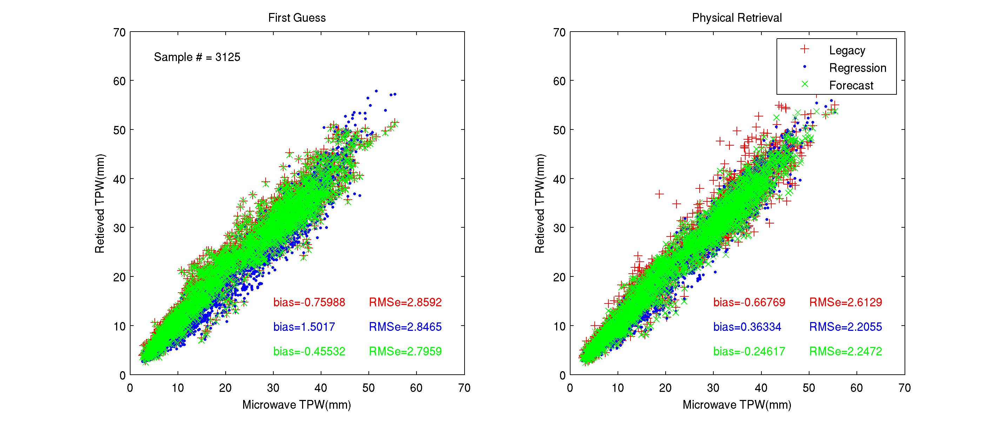 First Guess
70
60
50
40
30
20
10
0
Retieved TPW(mm)
Sample # = 3125
bias=-0.75988 RMSe=2.8592
bias=1.5017 RMSe=2.8465
bias=-0.45532 RMSe=2.7959
0 10 20 30 40 50 60 70
Microwave TPW(mm)
Physical Retrieval
70
60
50
40
30
20
10
0
Retieved TPW(mm)
Legacy
Regression
Forecast
bias=-0.66769 RMSe=2.6129
bias=0.36334 RMSe=2.2055
bias=-0.24617 RMSe=2.2472
0 10 20 30 40 50 60 70
Microwave TPW(mm)